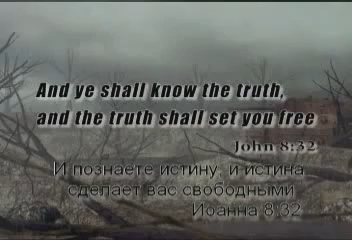 And ye shall know the truth,
and the truth shall set you free
John 8:32
И познаете истину, и истина
сделает вас свободными
Иоанна 8:32